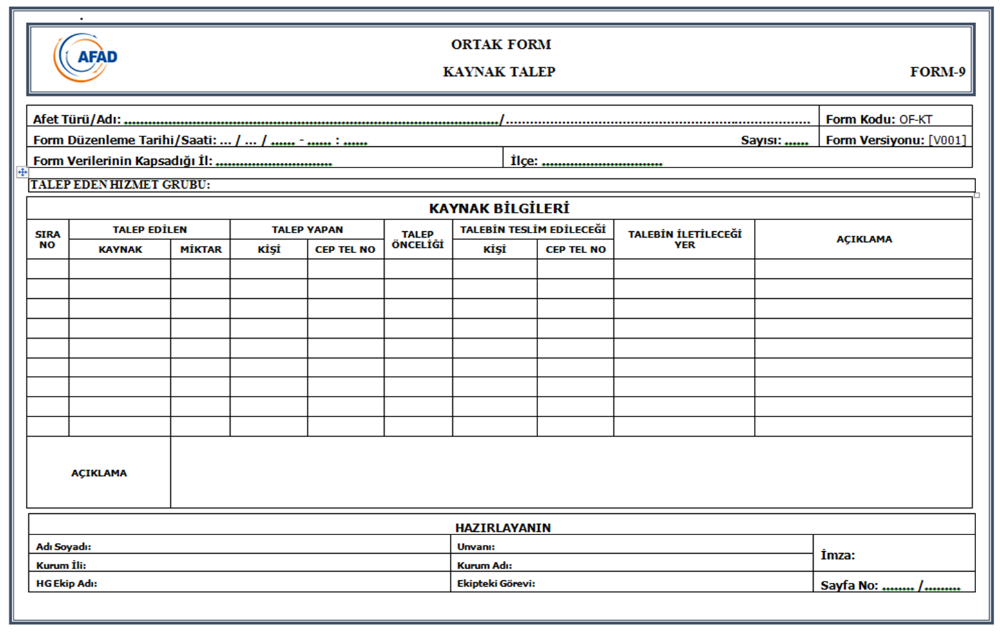 AFAD
ORTAK FORM
KAYNAK TALEP
FORM-9
Afet Türü/Adı: ............................................................................................../............................................................................
Form Kodu: OF-KT
Form Düzenleme Tarihi/Saati: ... / ... / ...... - ...... : ......
Sayısı: ......
Form Versiyonu: [V001]
Form Verilerinin Kapsadığı İl: .............................
İlçe: ..............................
TALEP EDEN HİZMET GRUBU:
KAYNAK BİLGİLERİ
SIRA NO
TALEP EDİLEN
TALEP YAPAN
TALEP ÖNCELİĞİ
TALEBİN TESLİM EDİLECEĞİ
TALEBİN İLETİLECEĞİ YER
AÇIKLAMA
KAYNAK
MİKTAR
KİŞİ
CEP TEL NO
KİŞİ
CEP TEL NO
AÇIKLAMA
HAZIRLAYANIN
Adı Soyadı:
Unvanı:
İmza:
Kurum İli:
Kurum Adı:
HG Ekip Adı:
Ekipteki Görevi:
Sayfa No: ........ /.........